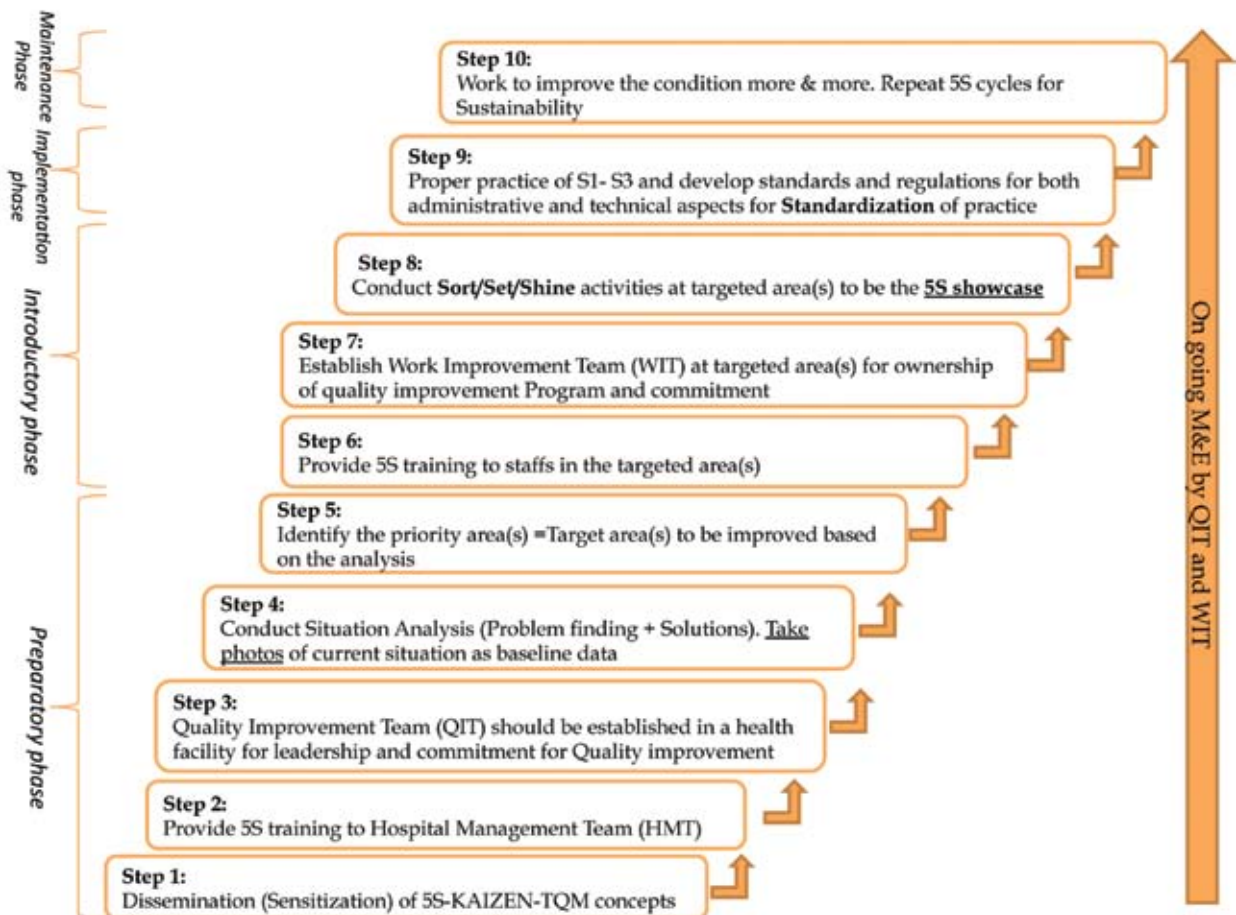 Maintenance
Phase
Step 10:
Work to improve the condition more & more. Repeat 5S cycles for
Sustainability
Implementation
phase
Step 9:
Proper practice of S1- S3 and develop standards and regulations for both
administrative and technical aspects for Standardization of practice
Introductory phase
Step 8:
Conduct Sort/Set/Shine activities at targeted area(s) to be the 5S showcase
Step 7:
Establish Work Improvement Team (WIT) at targeted area(s) for ownership
of quality improvement Program and commitment
Step 6:
Provide 5S training to staffs in the targeted area(s)
Preparatory phase
Step 5:
Identify the priority area(s) =Target area(s) to be improved based
on the analysis
Step 4:
Conduct Situation Analysis (Problem finding + Solutions). Take
photos of current situation as baseline data
Step 3:
Quality Improvement Team (QIT) should be established in a health
facility for leadership and commitment for Quality improvement
Step 2:
Provide 5S training to Hospital Management Team (HMT)
Step 1:
Dissemination (Sensitization) of 5S-KAIZEN-TQM concepts
On going M&E by QIT and WIT